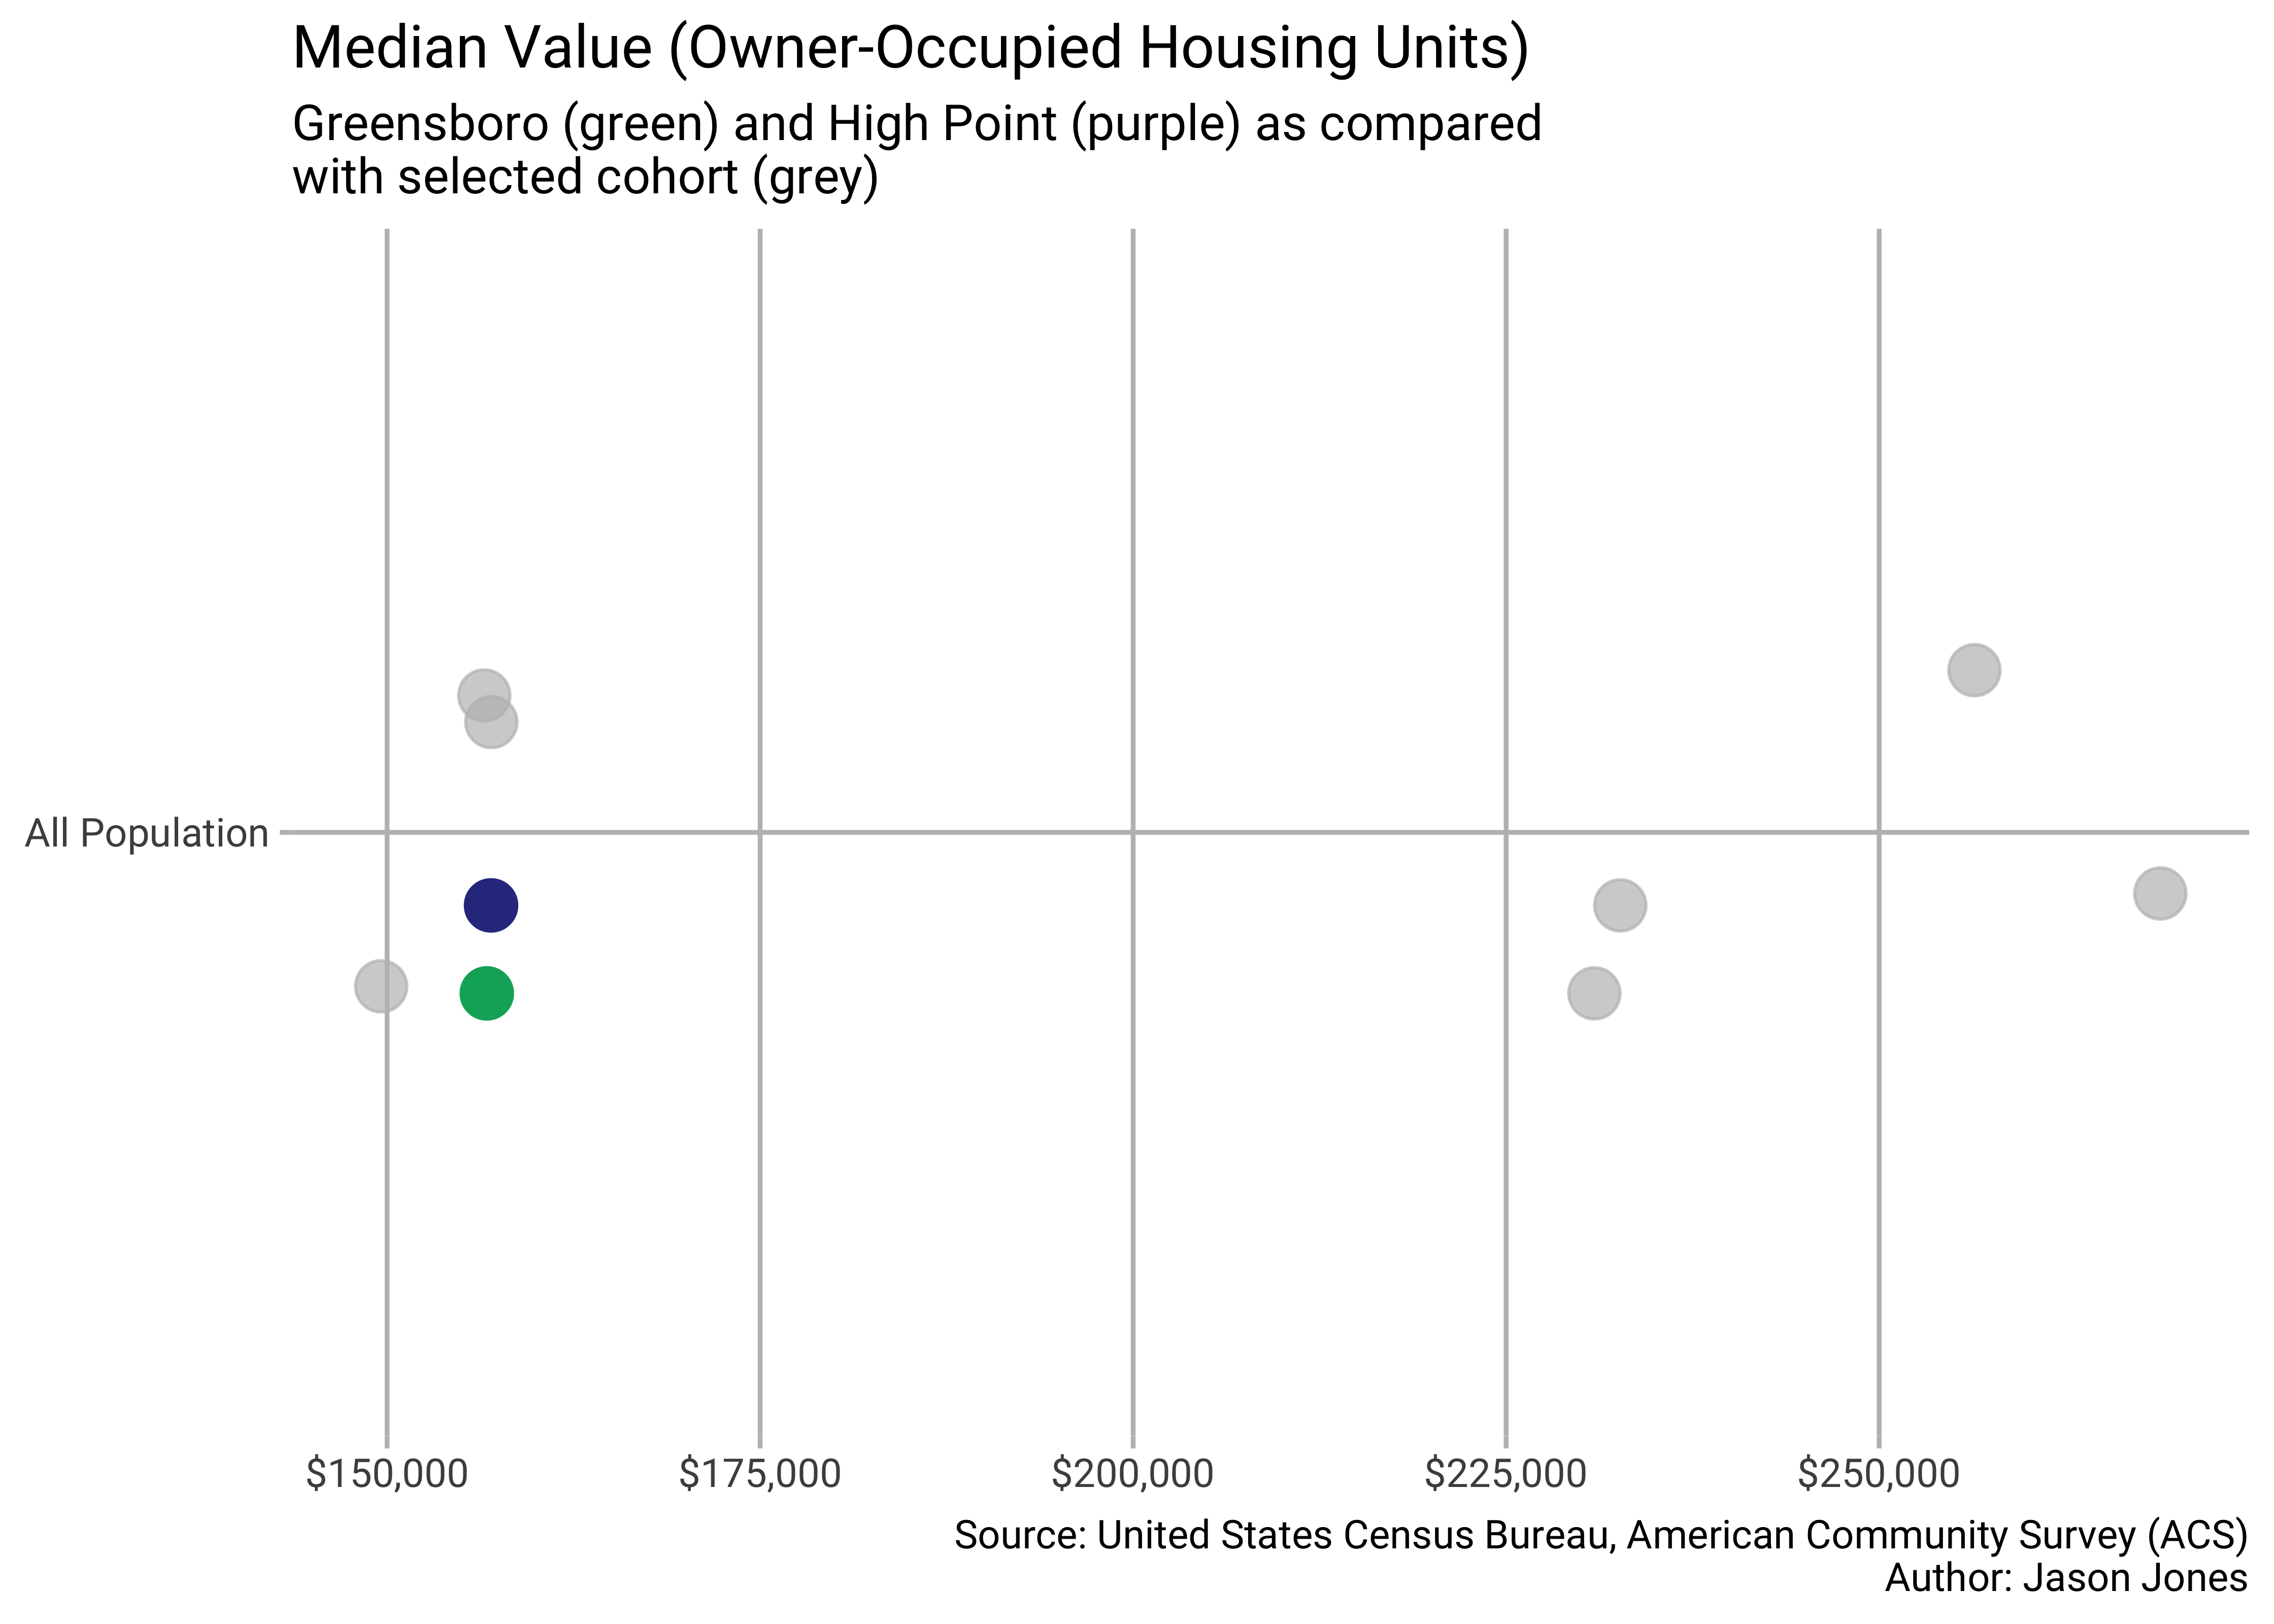 Median Value (Owner-Occupied Housing Units)
Greensboro (green) and High Point (purple) as compared
with selected cohort (grey)
All Population
$150,000
$175,000
$200,000
$225,000
$250,000
Source: United States Census Bureau, American Community Survey (ACS)
Author: Jason Jones